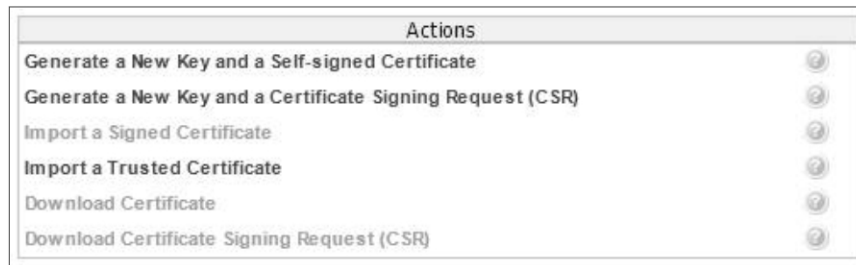 Actions
Generate a New Key and a Self-signed Certificate
Generate a New Key and a Certificate Signing Request (CSR)
Import a Signed Certificate
Import a Trusted Certificate
Download Certificate
Download Certificate Signing Request (CSR)